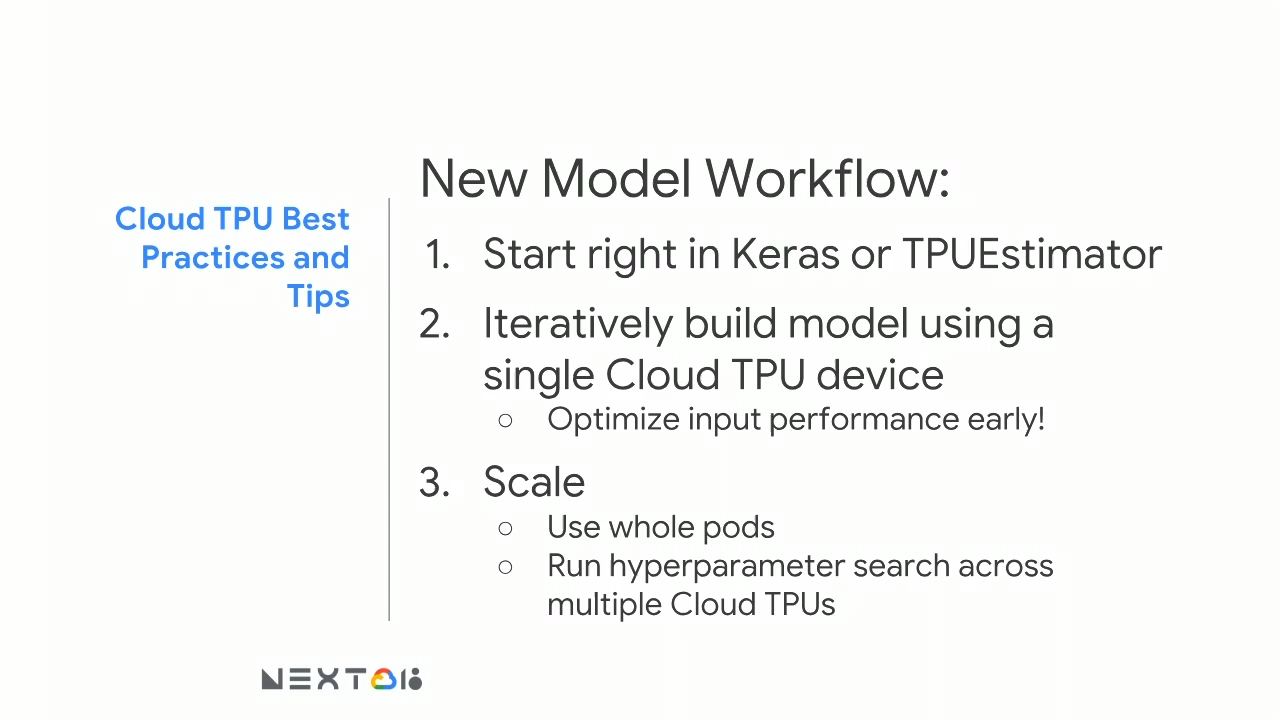 Cloud TPU Best
Practices and
Tips
New Model Workflow:
1. Start right in Keras or TPUEstimator
2. Iteratively build model using a
single Cloud TPU device
○ Optimize input performance early!
3. Scale
○ Use whole pods
○ Run hyperparameter search across
multiple Cloud TPUs
NEXT 18